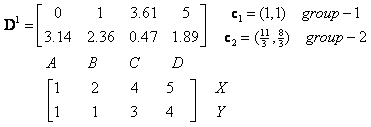 D¹ = [ 0 1 3.61 5 c₁ = (1,1) group − 1
3.14 2.36 0.47 1.89 ] c₂ = (11/3, 8/3) group − 2
A B C D
[ 1 2 4 5 X
1 1 3 4 ] Y